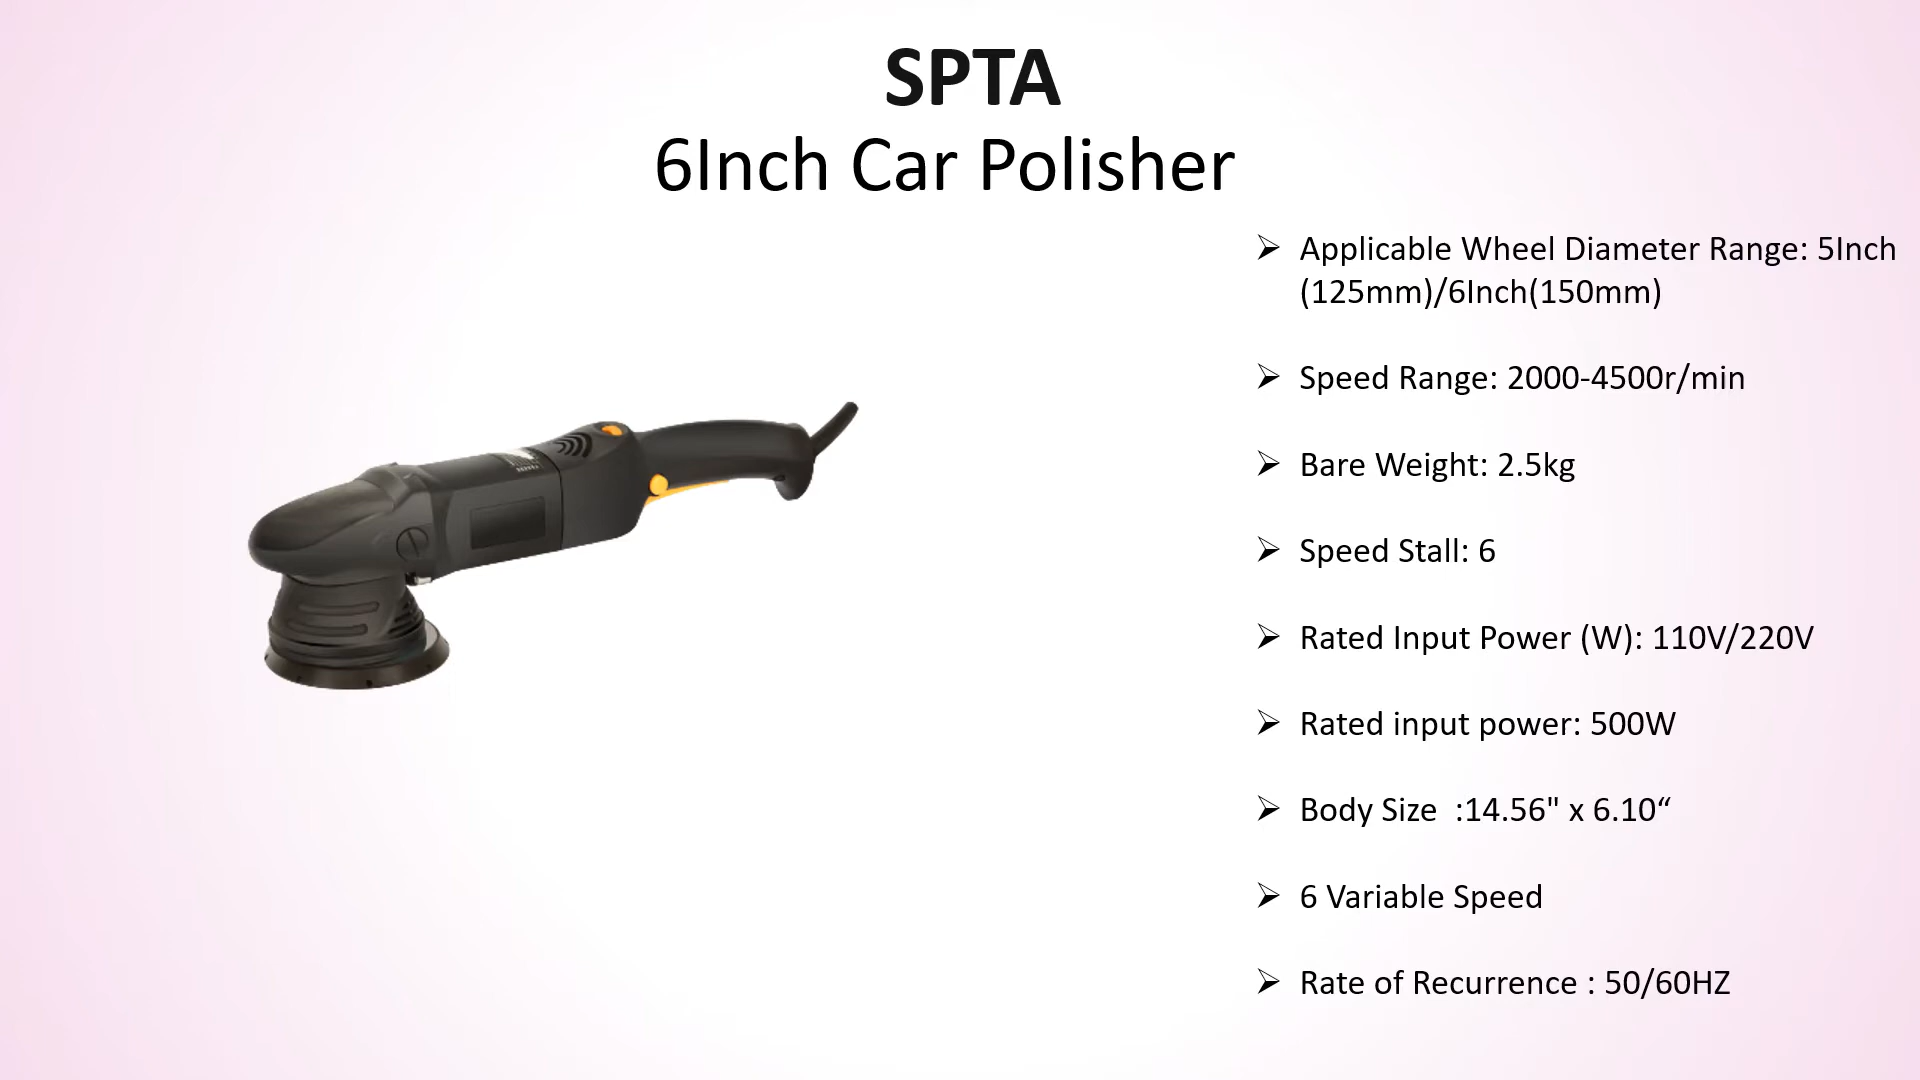 SPTA
6Inch Car Polisher
➢ Applicable Wheel Diameter Range: 5Inch
(125mm)/6Inch(150mm)
➢ Speed Range: 2000-4500r/min
➢ Bare Weight: 2.5kg
➢ Speed Stall: 6
➢ Rated Input Power (W): 110V/220V
➢ Rated input power: 500W
➢ Body Size  :14.56" x 6.10“
➢ 6 Variable Speed
➢ Rate of Recurrence : 50/60HZ